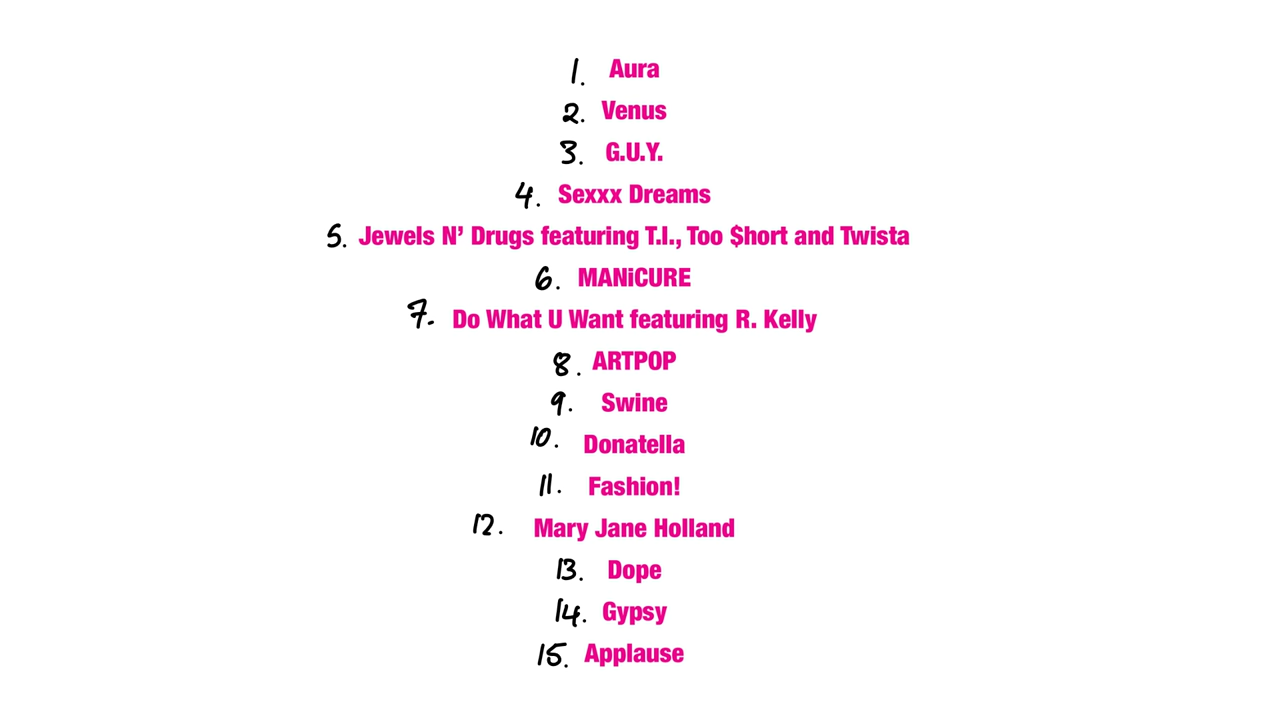 1. Aura
2. Venus
3. G.U.Y.
4. Sexxx Dreams
5. Jewels N’ Drugs featuring T.I., Too $hort and Twista
6. MANiCURE
7. Do What U Want featuring R. Kelly
8. ARTPOP
9. Swine
10. Donatella
11. Fashion!
12. Mary Jane Holland
13. Dope
14. Gypsy
15. Applause